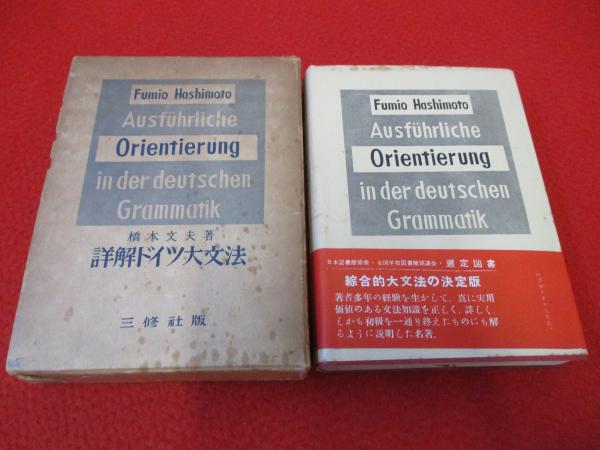 Fumio Hashimoto
Ausführliche
Orientierung
in der deutschen
Grammatik
橋本文夫著
詳解ドイツ大文法
三修社版
Fumio Hashimoto
Ausführliche
Orientierung
in der deutschen
Grammatik
日本図書館協会・全国学校図書館協議会・選定図書
綜合的大文法の決定版
著者多年の経験を生かして、真に実用
価値のある文法知識を正しく、詳しく、
しかも初級を一通り終えたものにも解
るように説明した名著。